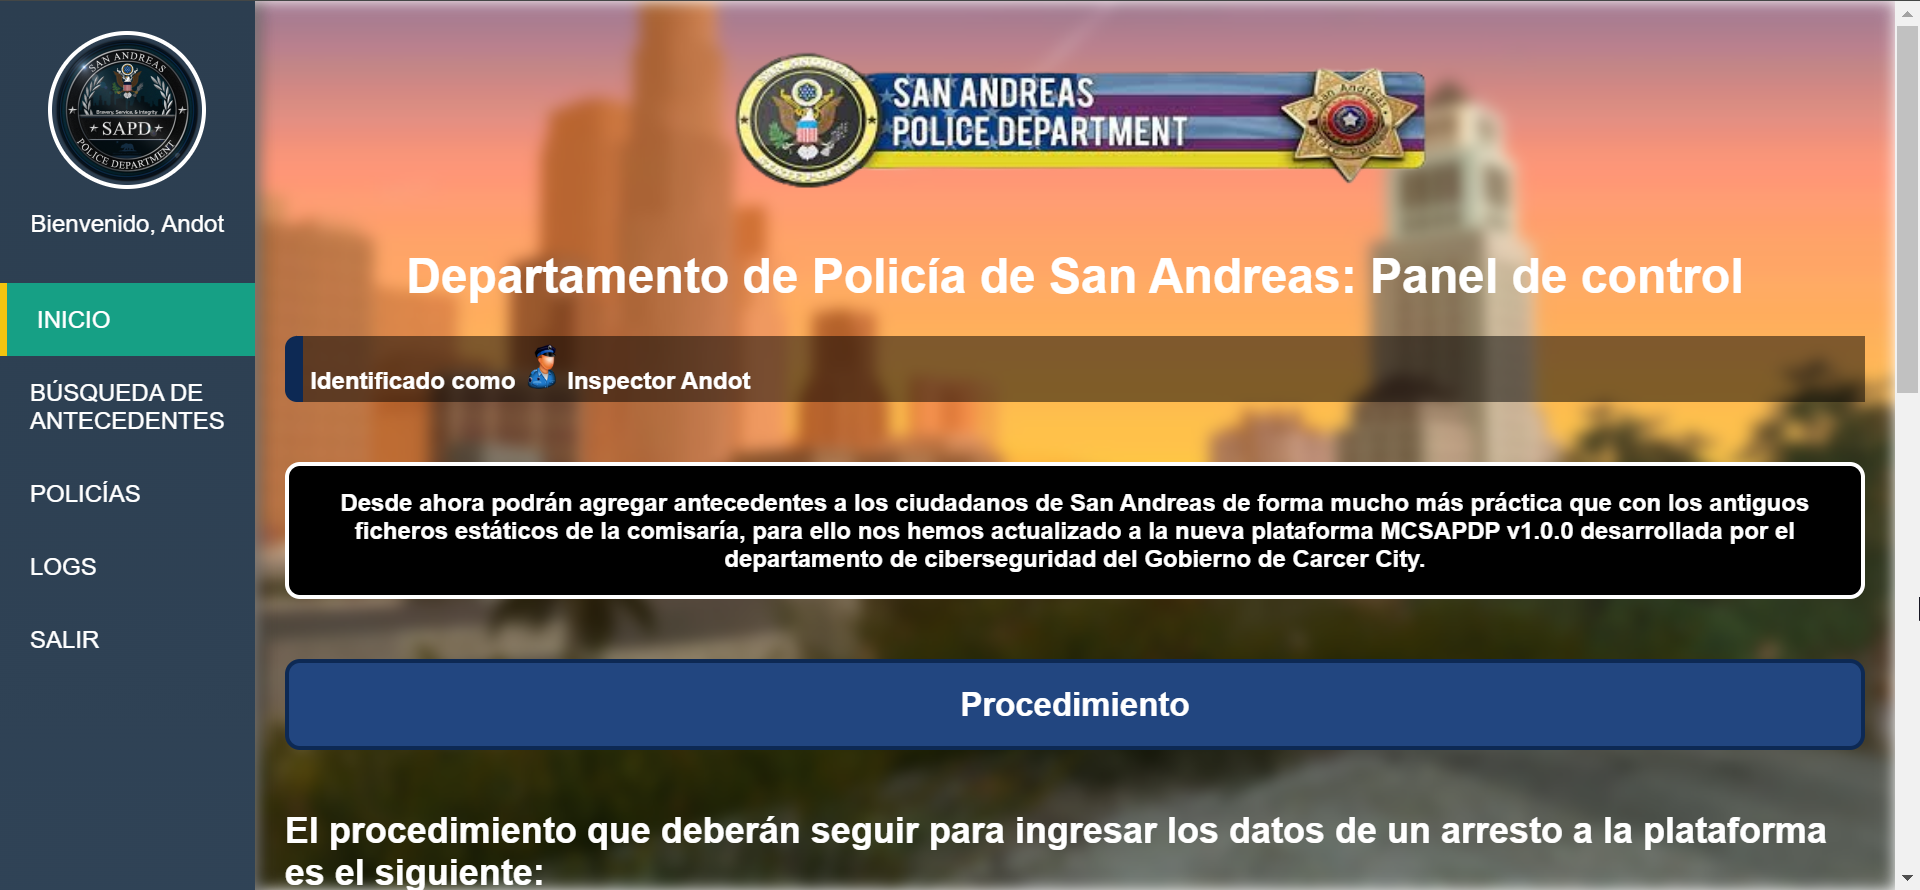 SAN ANDREAS
Bravery, Service, & Integrity
SAPD
POLICE DEPARTMENT
Bienvenido, Andot
INICIO
BÚSQUEDA DE
ANTECEDENTES
POLICÍAS
LOGS
SALIR
SAN ANDREAS
POLICE DEPARTMENT
San Andreas
Departamento de Policía de San Andreas: Panel de control
Identificado como Inspector Andot
Desde ahora podrán agregar antecedentes a los ciudadanos de San Andreas de forma mucho más práctica que con los antiguos
ficheros estáticos de la comisaría, para ello nos hemos actualizado a la nueva plataforma MCSAPDP v1.0.0 desarrollada por el
departamento de ciberseguridad del Gobierno de Carcer City.
Procedimiento
El procedimiento que deberán seguir para ingresar los datos de un arresto a la plataforma
es el siguiente: